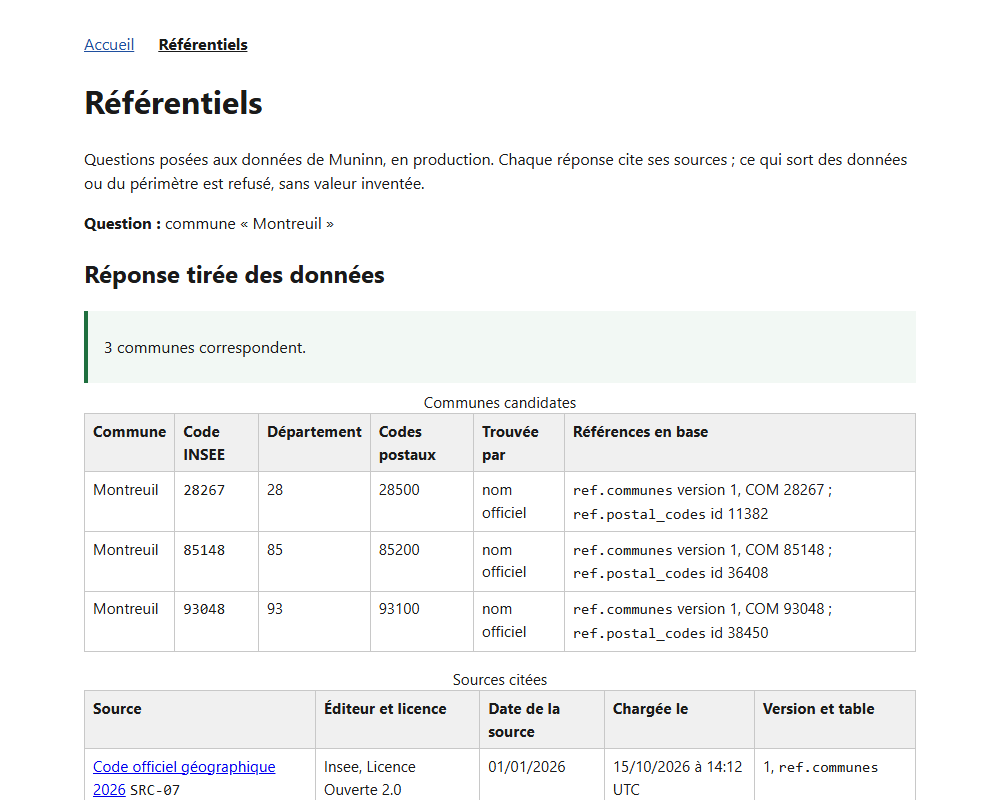 Accueil Référentiels
Référentiels
Questions posées aux données de Muninn, en production. Chaque réponse cite ses sources ; ce qui sort des données
ou du périmètre est refusé, sans valeur inventée.
Question : commune « Montreuil »
Réponse tirée des données
3 communes correspondent.
Communes candidates
Commune Code INSEE Département Codes postaux Trouvée par Références en base
Montreuil 28267 28 28500 nom officiel ref.communes version 1, COM 28267 ; ref.postal_codes id 11382
Montreuil 85148 85 85200 nom officiel ref.communes version 1, COM 85148 ; ref.postal_codes id 36408
Montreuil 93048 93 93100 nom officiel ref.communes version 1, COM 93048 ; ref.postal_codes id 38450
Sources citées
Source Éditeur et licence Date de la source Chargée le Version et table
Code officiel géographique 2026 SRC-07 Insee, Licence Ouverte 2.0 01/01/2026 15/10/2026 à 14:12 UTC 1, ref.communes